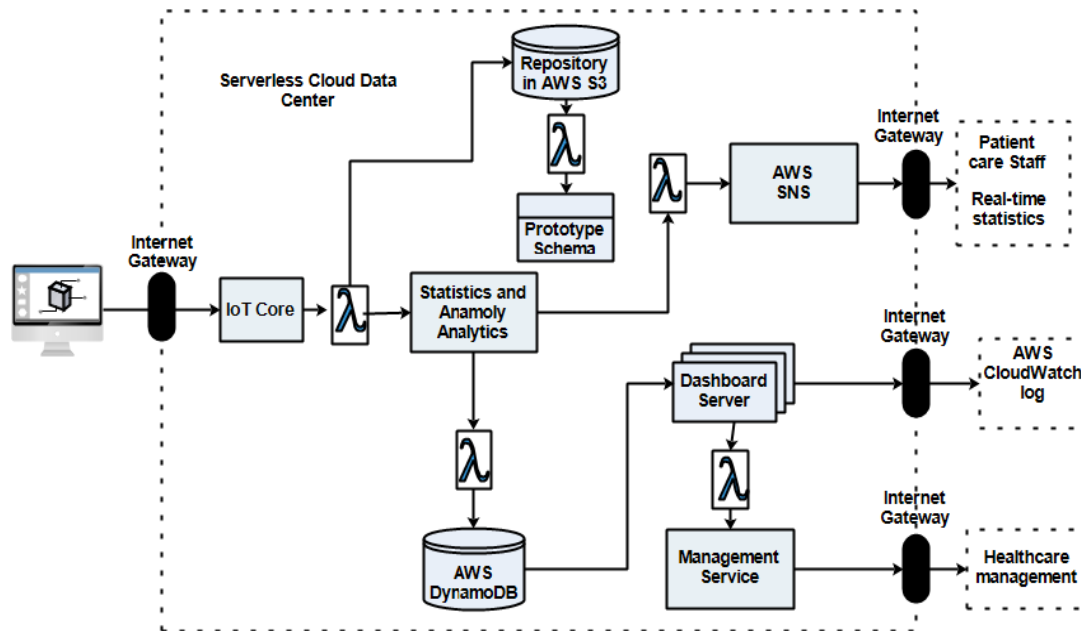 Serverless Cloud Data
Center
Repository
in AWS S3
λ
Prototype
Schema
Internet
Gateway
IoT Core
λ
Statistics and
Anamoly
Analytics
λ
AWS
SNS
Internet
Gateway
Patient
care Staff
Real-time
statistics
λ
AWS
DynamoDB
Dashboard
Server
Internet
Gateway
AWS
CloudWatch
log
λ
Management
Service
Internet
Gateway
Healthcare
management